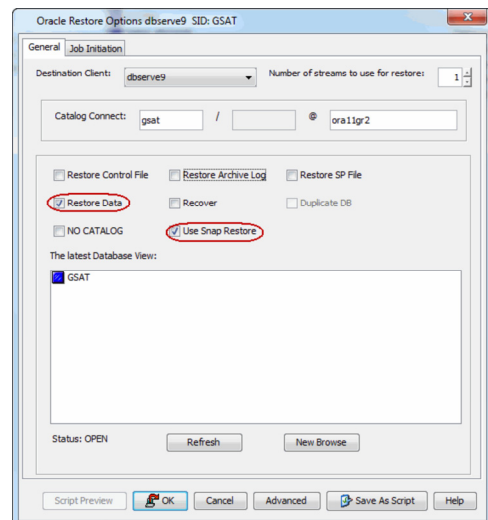 Oracle Restore Options dbserve9 SID: GSAT
General Job Initiation
Destination Client: dbserve9 Number of streams to use for restore: 1
Catalog Connect: gsat / @ ora11gr2
Restore Control File Restore Archive Log Restore SP File
Restore Data Recover Duplicate DB
NO CATALOG Use Snap Restore
The latest Database View:
GSAT
Status: OPEN Refresh New Browse
Script Preview OK Cancel Advanced Save As Script Help